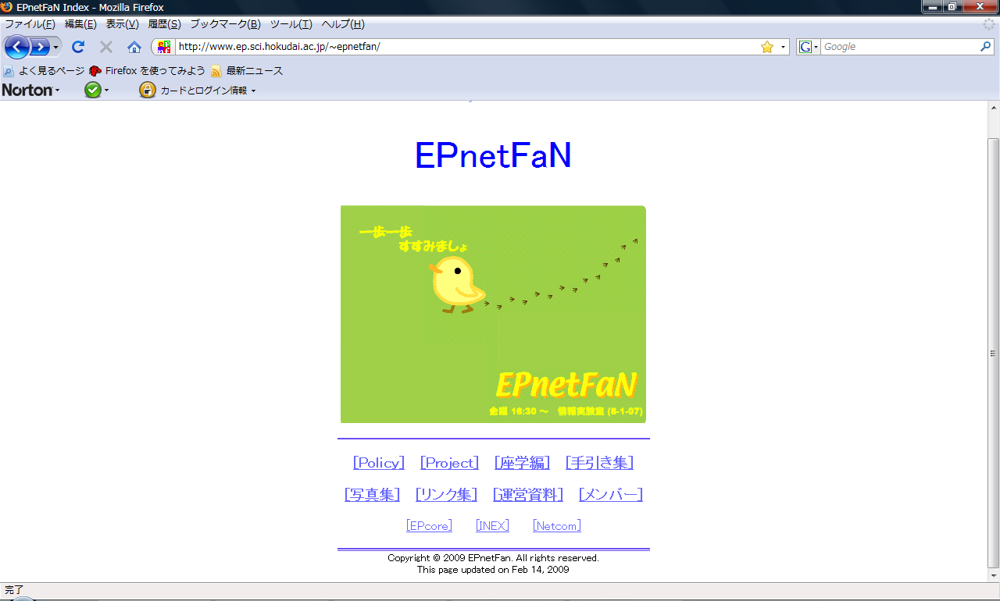 EPnetFaN Index - Mozilla Firefox
ファイル(F) 編集(E) 表示(V) 履歴(S) ブックマーク(B) ツール(T) ヘルプ(H)
http://www.ep.sci.hokudai.ac.jp/~epnetfan/
G Google
よく見るページ Firefox を使ってみよう 最新ニュース
Norton カードとログイン情報
EPnetFaN
一歩一歩
すすみましょ
EPnetFaN
金曜 16:30 ～ 情報実験室 (8-1-07)
[Policy] [Project] [座学編] [手引き集]
[写真集] [リンク集] [運営資料] [メンバー]
[EPcore] [INEX] [Netcom]
Copyright © 2009 EPnetFan. All rights reserved.
This page updated on Feb 14, 2009
完了